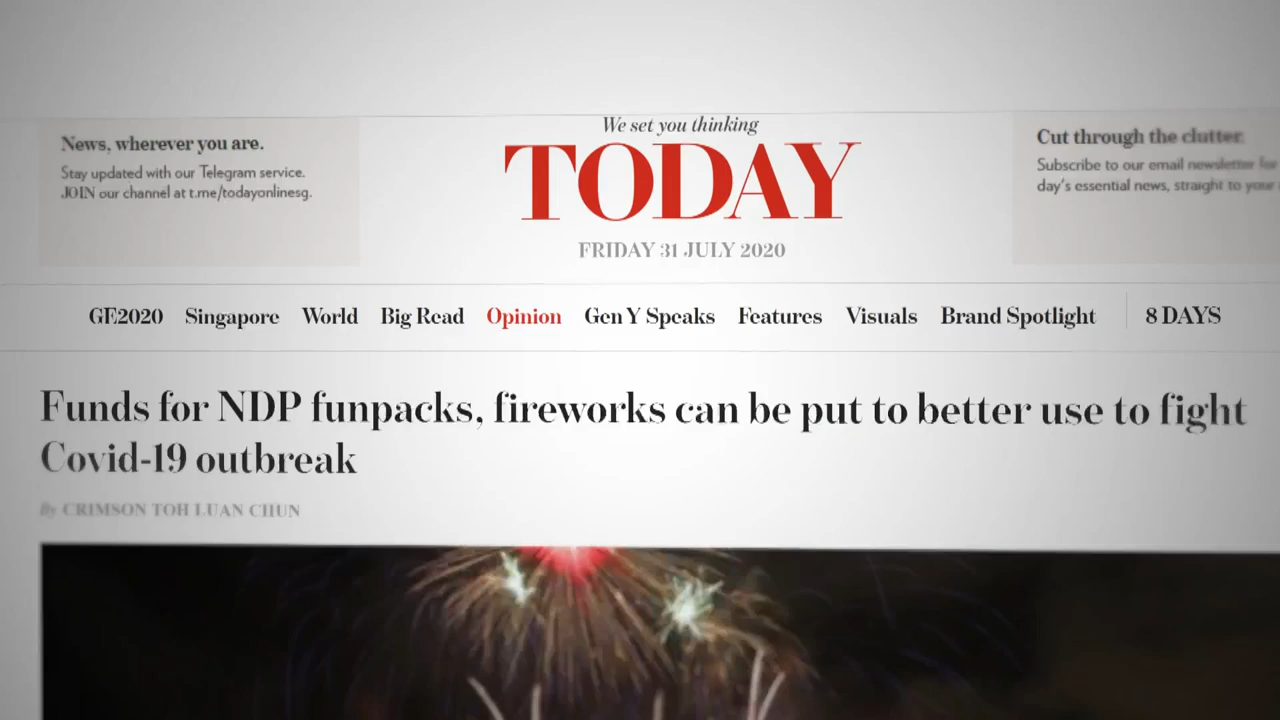 We set you thinking
TODAY
FRIDAY 31 JULY 2020
News, wherever you are.
Stay updated with our Telegram service.
JOIN our channel at t.me/todayonlinesg.
Cut through the clutter.
Subscribe to our email newsletter for
day's essential news, straight to your
GE2020 Singapore World Big Read Opinion Gen Y Speaks Features Visuals Brand Spotlight 8 DAYS
Funds for NDP funpacks, fireworks can be put to better use to fight
Covid-19 outbreak
By CRIMSON TOH LUAN CHUN